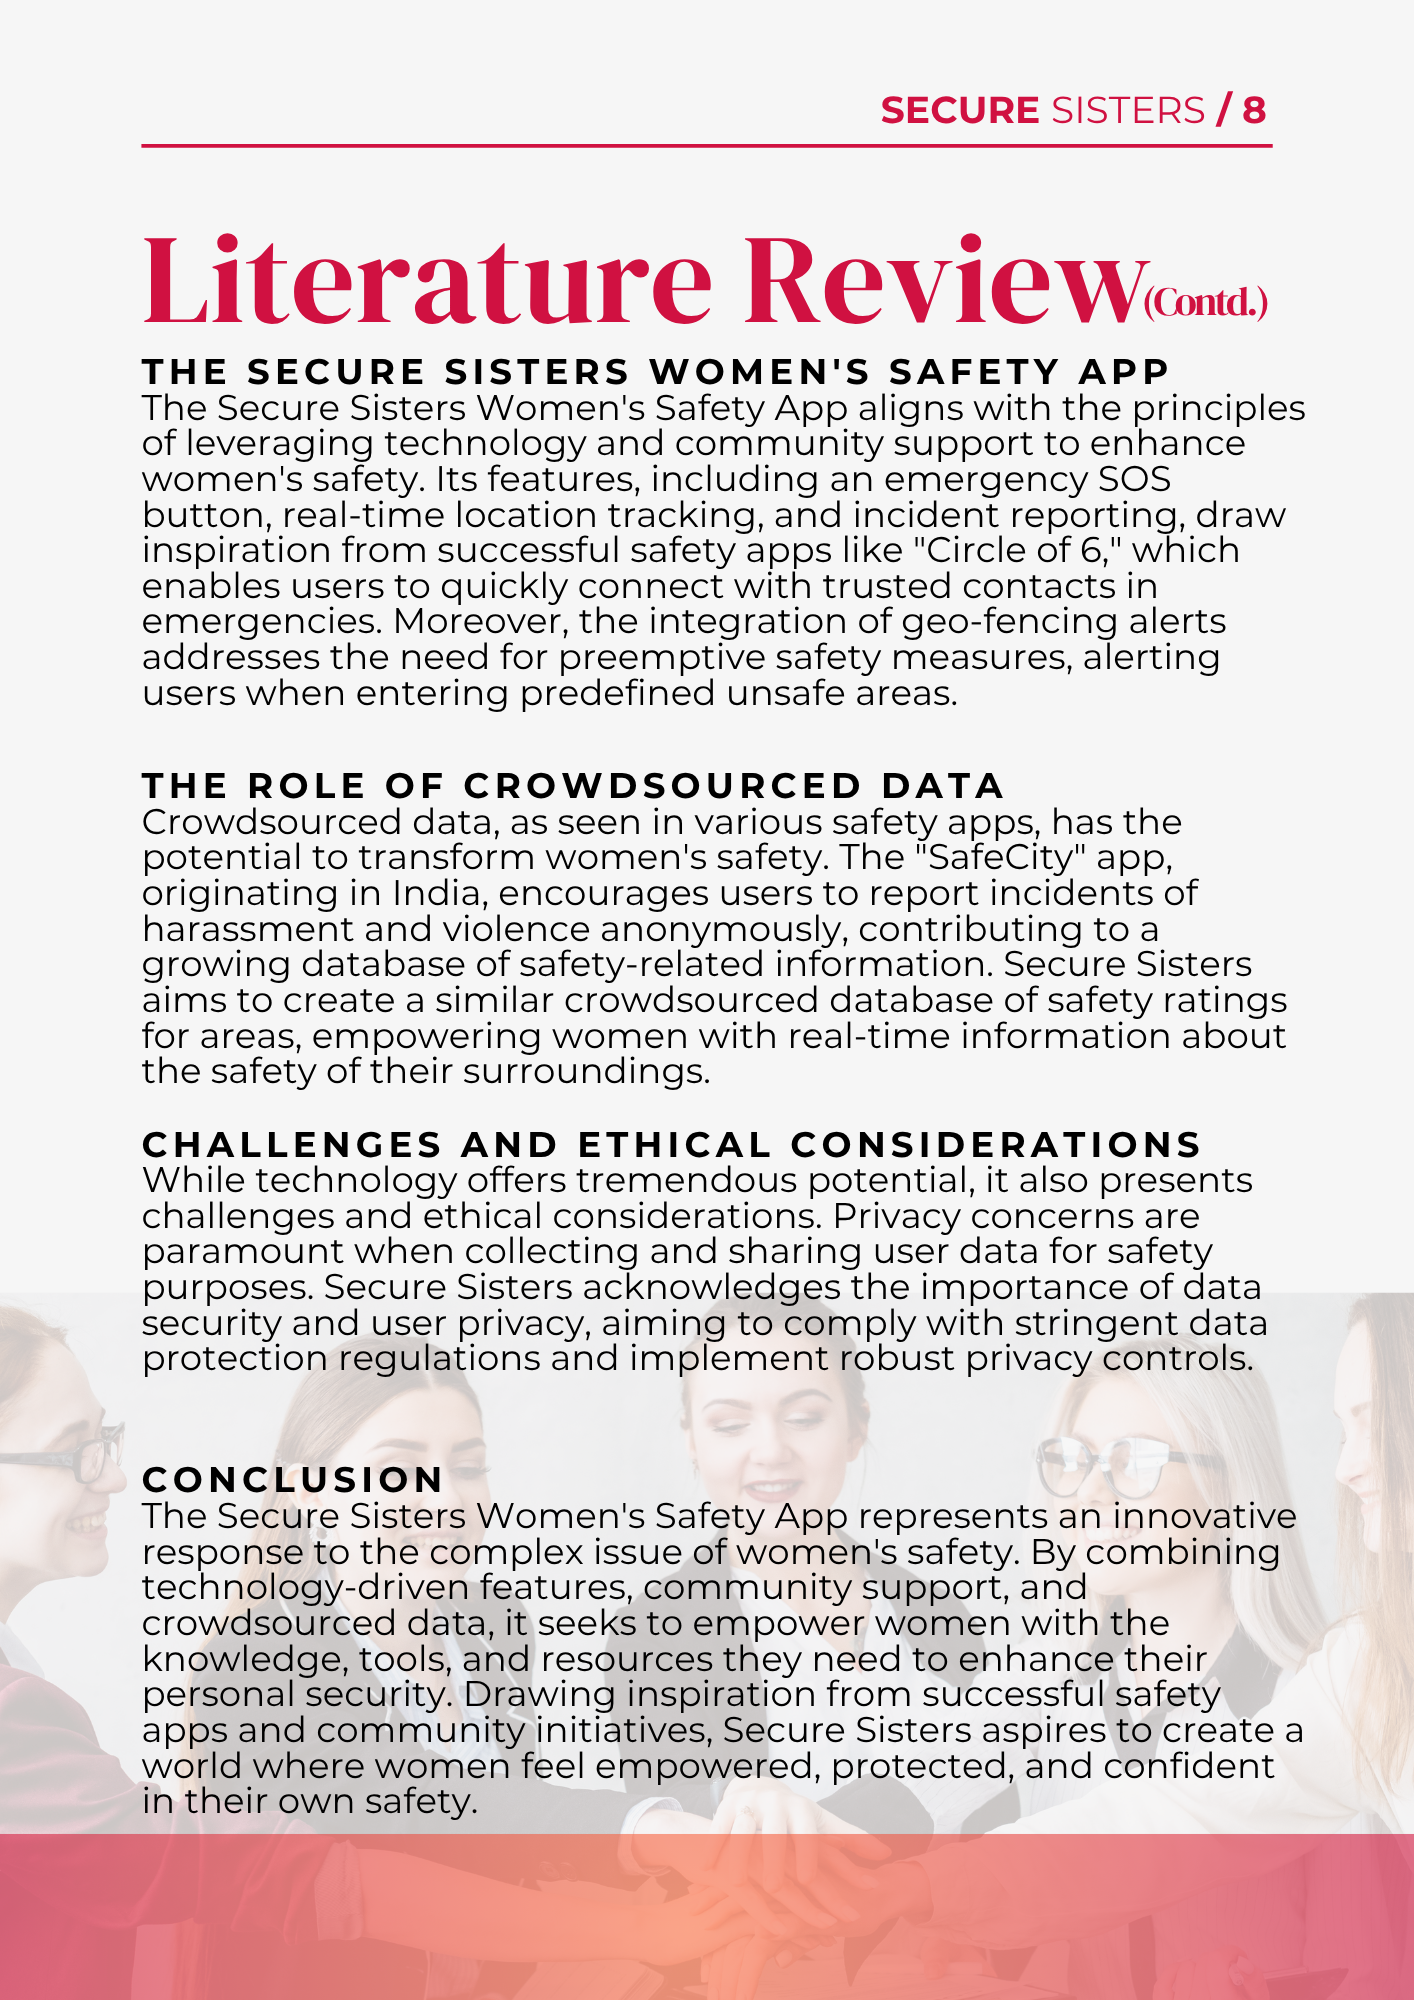 SECURE SISTERS / 8
Literature Review(Contd.)
THE SECURE SISTERS WOMEN'S SAFETY APP
The Secure Sisters Women's Safety App aligns with the principles
of leveraging technology and community support to enhance
women's safety. Its features, including an emergency SOS
button, real-time location tracking, and incident reporting, draw
inspiration from successful safety apps like "Circle of 6," which
enables users to quickly connect with trusted contacts in
emergencies. Moreover, the integration of geo-fencing alerts
addresses the need for preemptive safety measures, alerting
users when entering predefined unsafe areas.
THE ROLE OF CROWDSOURCED DATA
Crowdsourced data, as seen in various safety apps, has the
potential to transform women's safety. The "SafeCity" app,
originating in India, encourages users to report incidents of
harassment and violence anonymously, contributing to a
growing database of safety-related information. Secure Sisters
aims to create a similar crowdsourced database of safety ratings
for areas, empowering women with real-time information about
the safety of their surroundings.
CHALLENGES AND ETHICAL CONSIDERATIONS
While technology offers tremendous potential, it also presents
challenges and ethical considerations. Privacy concerns are
paramount when collecting and sharing user data for safety
purposes. Secure Sisters acknowledges the importance of data
security and user privacy, aiming to comply with stringent data
protection regulations and implement robust privacy controls.
CONCLUSION
The Secure Sisters Women's Safety App represents an innovative
response to the complex issue of women's safety. By combining
technology-driven features, community support, and
crowdsourced data, it seeks to empower women with the
knowledge, tools, and resources they need to enhance their
personal security. Drawing inspiration from successful safety
apps and community initiatives, Secure Sisters aspires to create a
world where women feel empowered, protected, and confident
in their own safety.